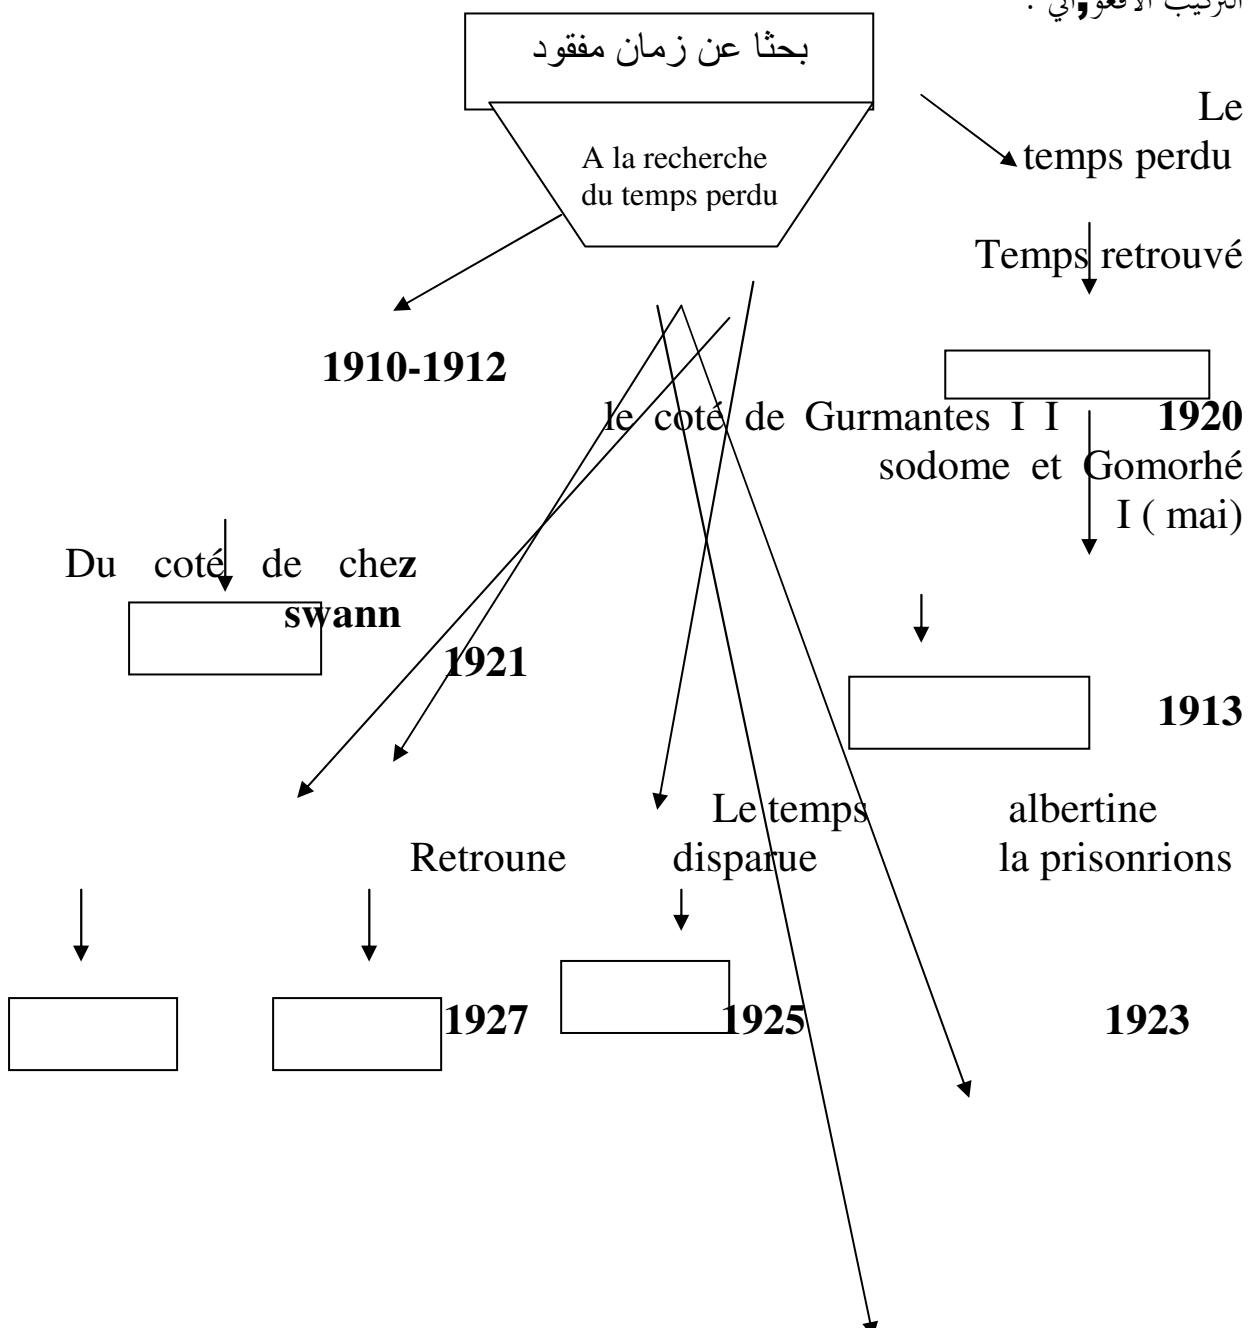 التركيب الأفعواني :
بحثا عن زمان مفقود
A la recherche
du temps perdu
Le
temps perdu
Temps retrouvé
1910-1912
le coté de Gurmantes I I 1920
sodome et Gomorhé
I ( mai)
Du coté de chez
swann
1921
1913
Le temps albertine
Retroune disparue la prisonrions
1927 1925 1923